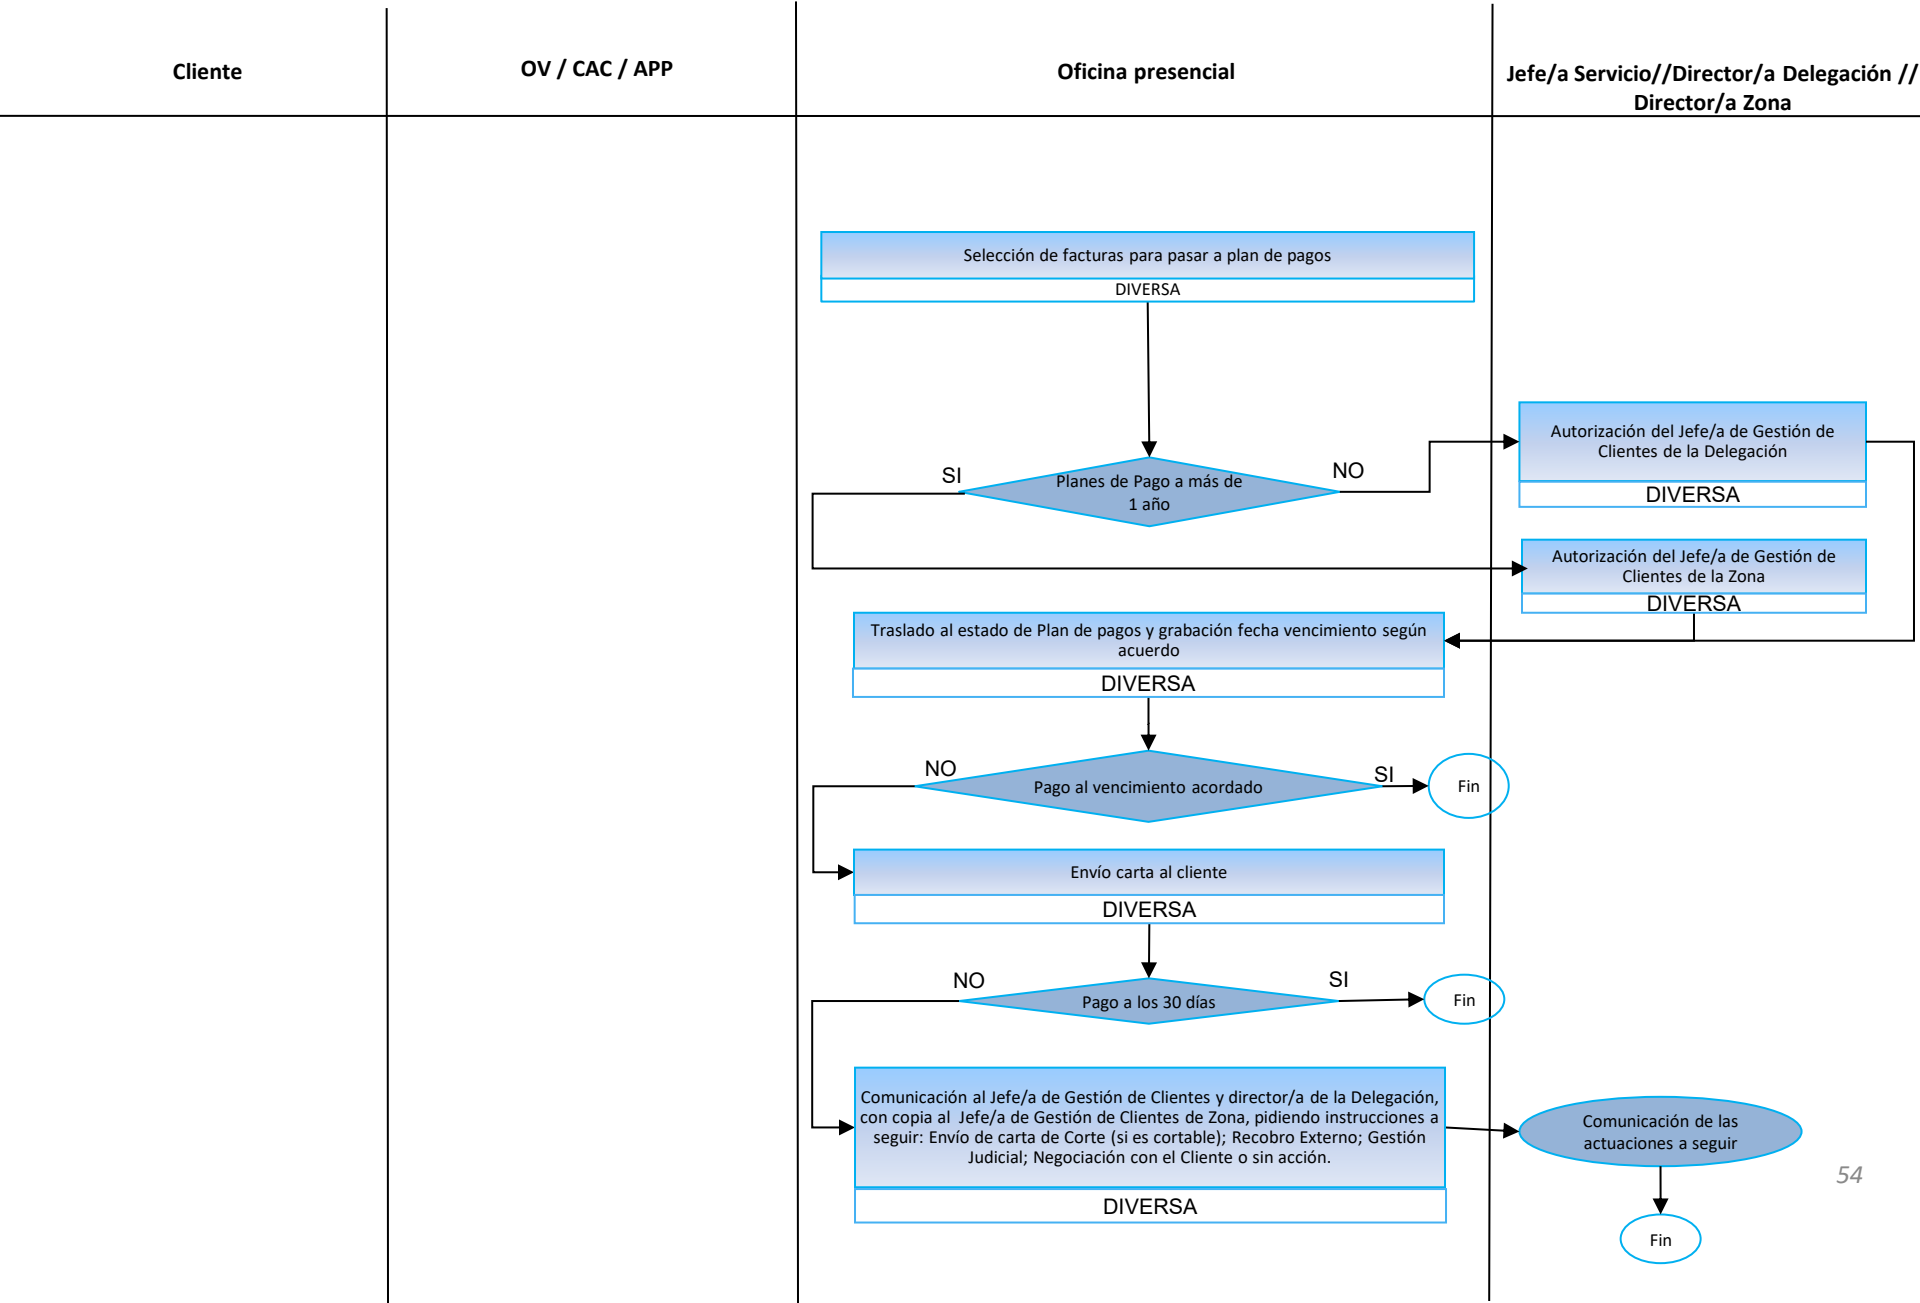 Cliente
OV / CAC / APP
Oficina presencial
Jefe/a Servicio//Director/a Delegación //
Director/a Zona
Selección de facturas para pasar a plan de pagos
DIVERSA
Autorización del Jefe/a de Gestión de
Clientes de la Delegación
DIVERSA
SI
Planes de Pago a más de
1 año
NO
Autorización del Jefe/a de Gestión de
Clientes de la Zona
DIVERSA
Traslado al estado de Plan de pagos y grabación fecha vencimiento según
acuerdo
DIVERSA
NO
Pago al vencimiento acordado
SI
Fin
Envío carta al cliente
DIVERSA
NO
Pago a los 30 días
SI
Fin
Comunicación al Jefe/a de Gestión de Clientes y director/a de la Delegación,
con copia al Jefe/a de Gestión de Clientes de Zona, pidiendo instrucciones a
seguir: Envío de carta de Corte (si es cortable); Recobro Externo; Gestión
Judicial; Negociación con el Cliente o sin acción.
DIVERSA
Comunicación de las
actuaciones a seguir
54
Fin